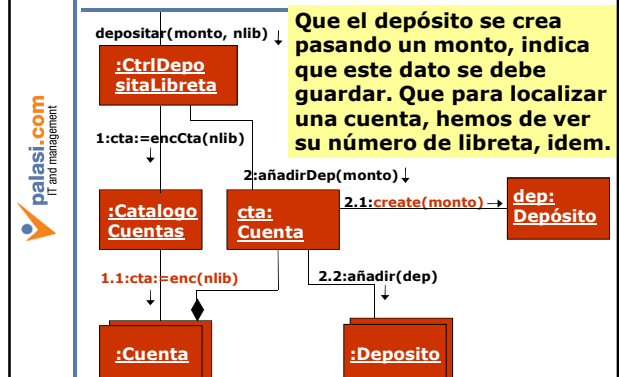 depositar(monto, nlib)
Que el depósito se crea
pasando un monto, indica
que este dato se debe
guardar. Que para localizar
una cuenta, hemos de ver
su número de libreta, idem.
:CtrlDepo
sitaLibreta
1:cta:=encCta(nlib)
2:añadirDep(monto)
:Catalogo
Cuentas
cta:
Cuenta
2.1:create(monto)
dep:
Depósito
1.1:cta:=enc(nlib)
2.2:añadir(dep)
:Cuenta
:Deposito
palasi.com
IT and management